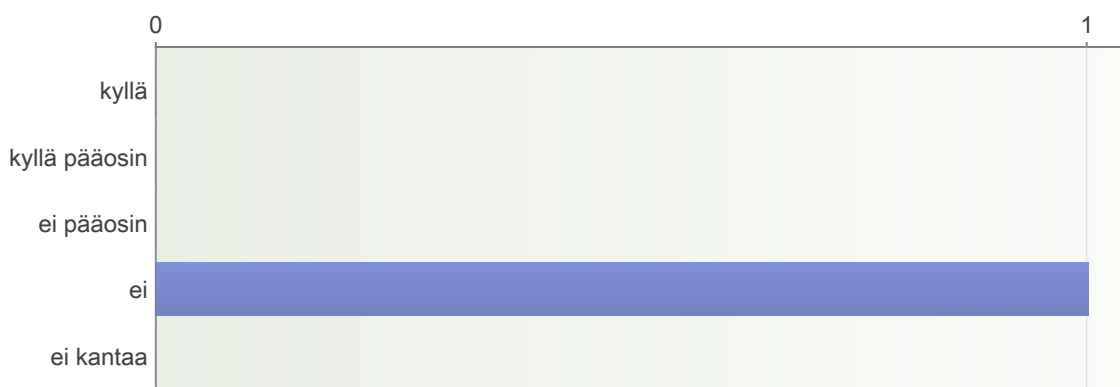 0 1
kyllä
kyllä pääosin
ei pääosin
ei
ei kantaa